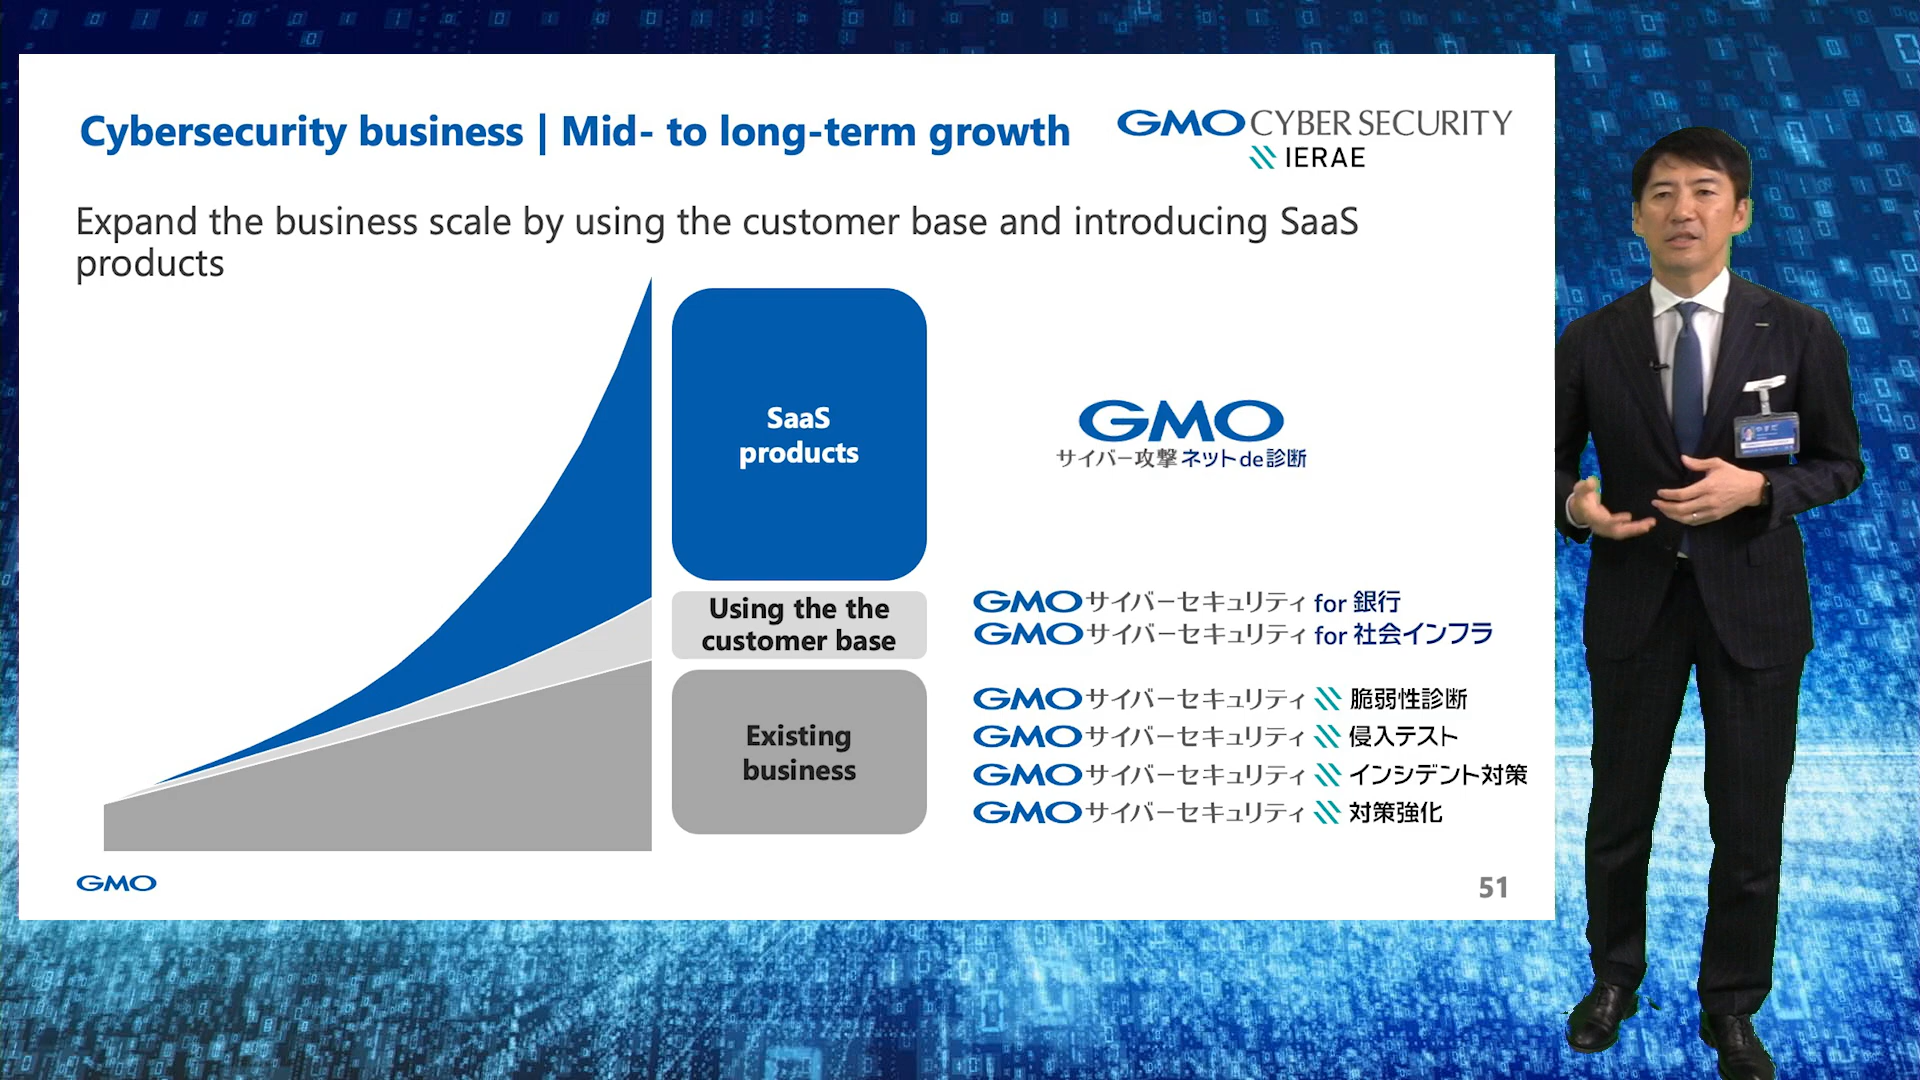 Cybersecurity business | Mid- to long-term growth
GMO CYBER SECURITY
IERAE
Expand the business scale by using the customer base and introducing SaaS
products
SaaS
products
GMO
サイバー攻撃 ネットde診断
Using the the
customer base
GMOサイバーセキュリティ for 銀行
GMOサイバーセキュリティ for 社会インフラ
Existing
business
GMOサイバーセキュリティ 脆弱性診断
GMOサイバーセキュリティ 侵入テスト
GMOサイバーセキュリティ インシデント対策
GMOサイバーセキュリティ 対策強化
GMO
51